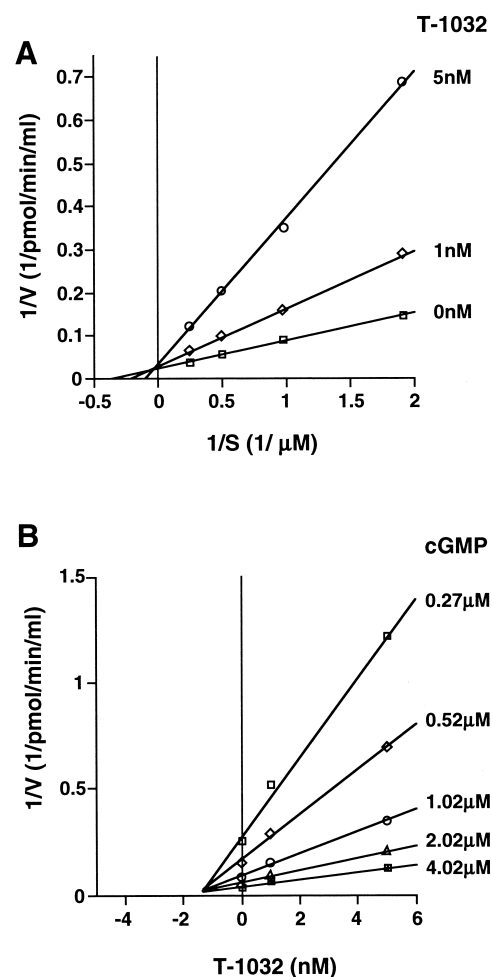 T-1032
A
5nM
1nM
0nM
0.7
0.6
0.5
0.4
0.3
0.2
0.1
0
1/V (1/pmol/min/ml)
-0.5 0 0.5 1 1.5 2
1/S (1/ μM)
B
cGMP
0.27μM
0.52μM
1.02μM
2.02μM
4.02μM
1.5
1
0.5
0
1/V (1/pmol/min/ml)
-4 -2 0 2 4 6
T-1032 (nM)